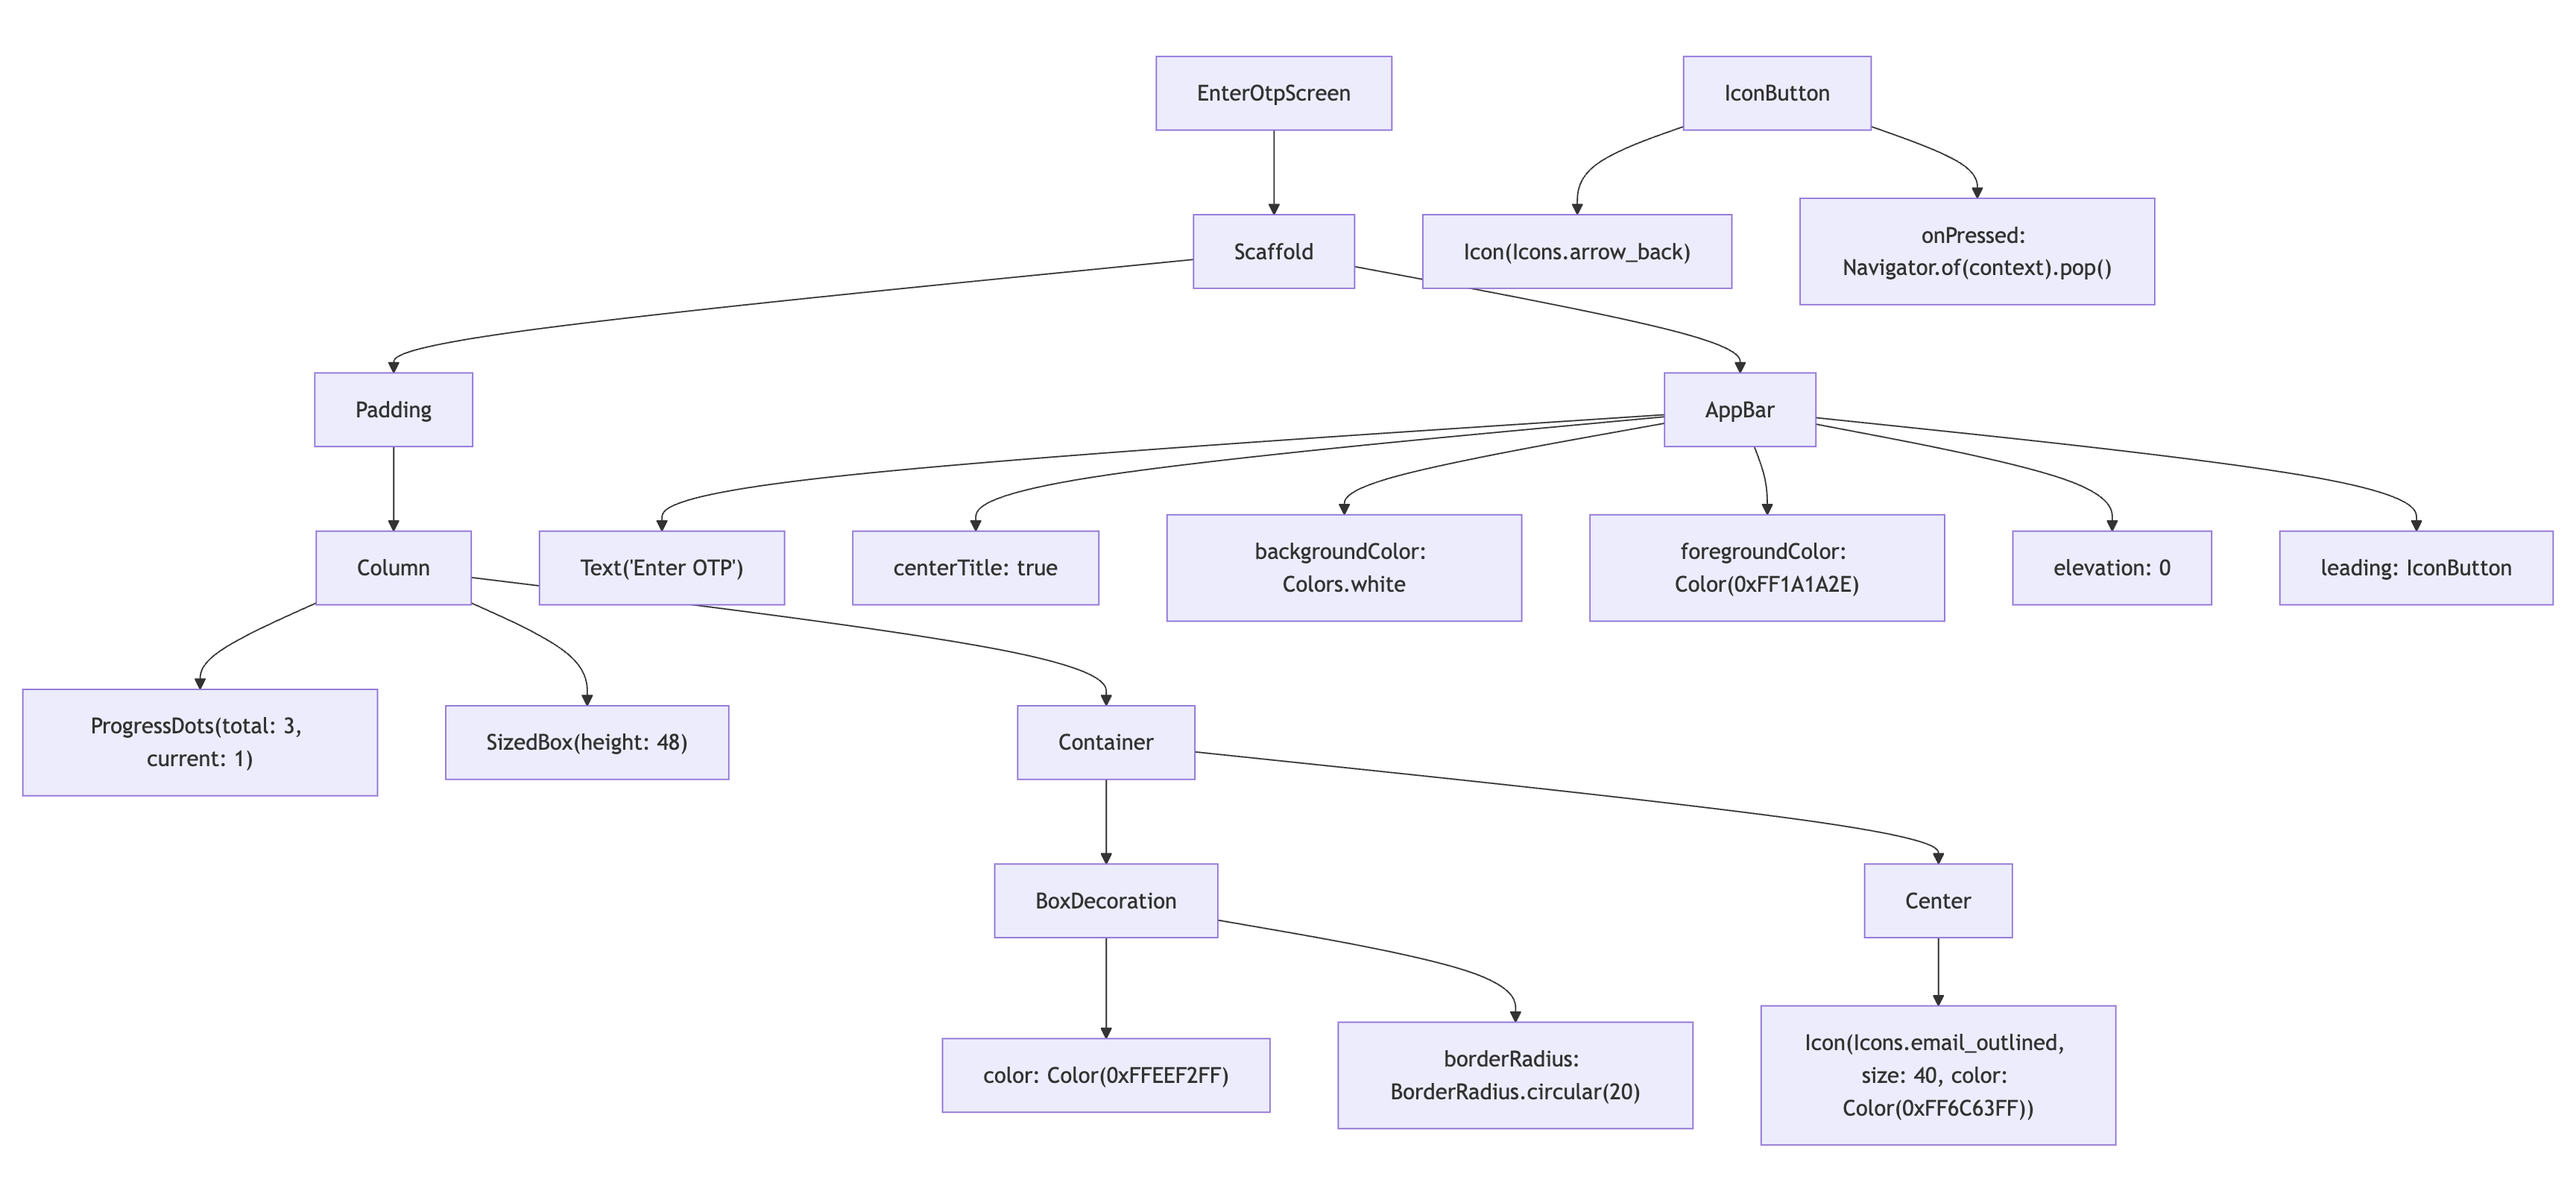 EnterOtpScreen
IconButton
Scaffold
Icon(Icons.arrow_back)
onPressed:
Navigator.of(context).pop()
Padding
AppBar
Column
Text('Enter OTP')
centerTitle: true
backgroundColor:
Colors.white
foregroundColor:
Color(0xFF1A1A2E)
elevation: 0
leading: IconButton
ProgressDots(total: 3,
current: 1)
SizedBox(height: 48)
Container
BoxDecoration
Center
color: Color(0xFFEEF2FF)
borderRadius:
BorderRadius.circular(20)
Icon(Icons.email_outlined,
size: 40, color:
Color(0xFF6C63FF))